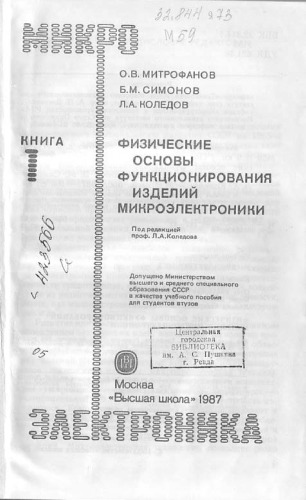 32.844 я73
М59
МИКРО
О.В. МИТРОФАНОВ
Б.М. СИМОНОВ
Л.А. КОЛЕДОВ
КНИГА
1
ФИЗИЧЕСКИЕ
ОСНОВЫ
ФУНКЦИОНИРОВАНИЯ
ИЗДЕЛИЙ
МИКРОЭЛЕКТРОНИКИ
Под редакцией
проф. Л.А.Коледова
Допущено Министерством
высшего и среднего специального
образования СССР
в качестве учебного пособия
для студентов втузов
Центральная
городская
БИБЛИОТЕКА
им. А. С. Пушкина
г. Ревда
05
Москва
«Высшая школа» 1987
ЭЛЕКТРОНИКА